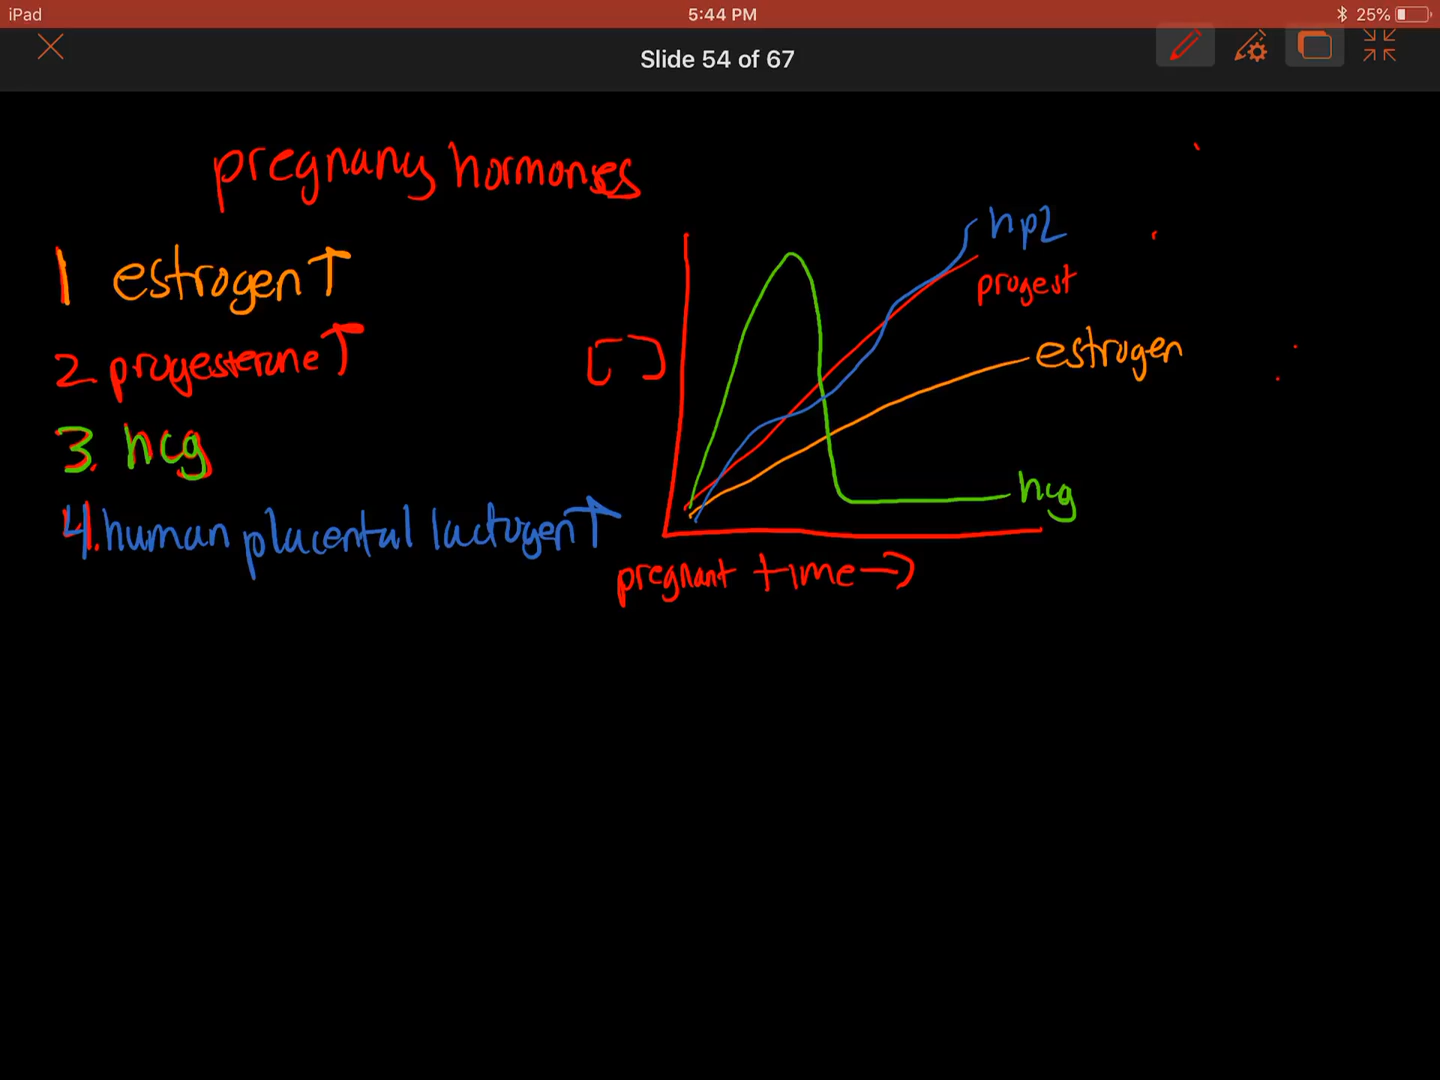 iPad
5:44 PM
25%
Slide 54 of 67
pregnany hormones
1 estrogen ↑
2. progesterone ↑
3. hcg
4. human placental lactogen ↑
[ ]
hpl
progest
estrogen
hcg
pregnant time →